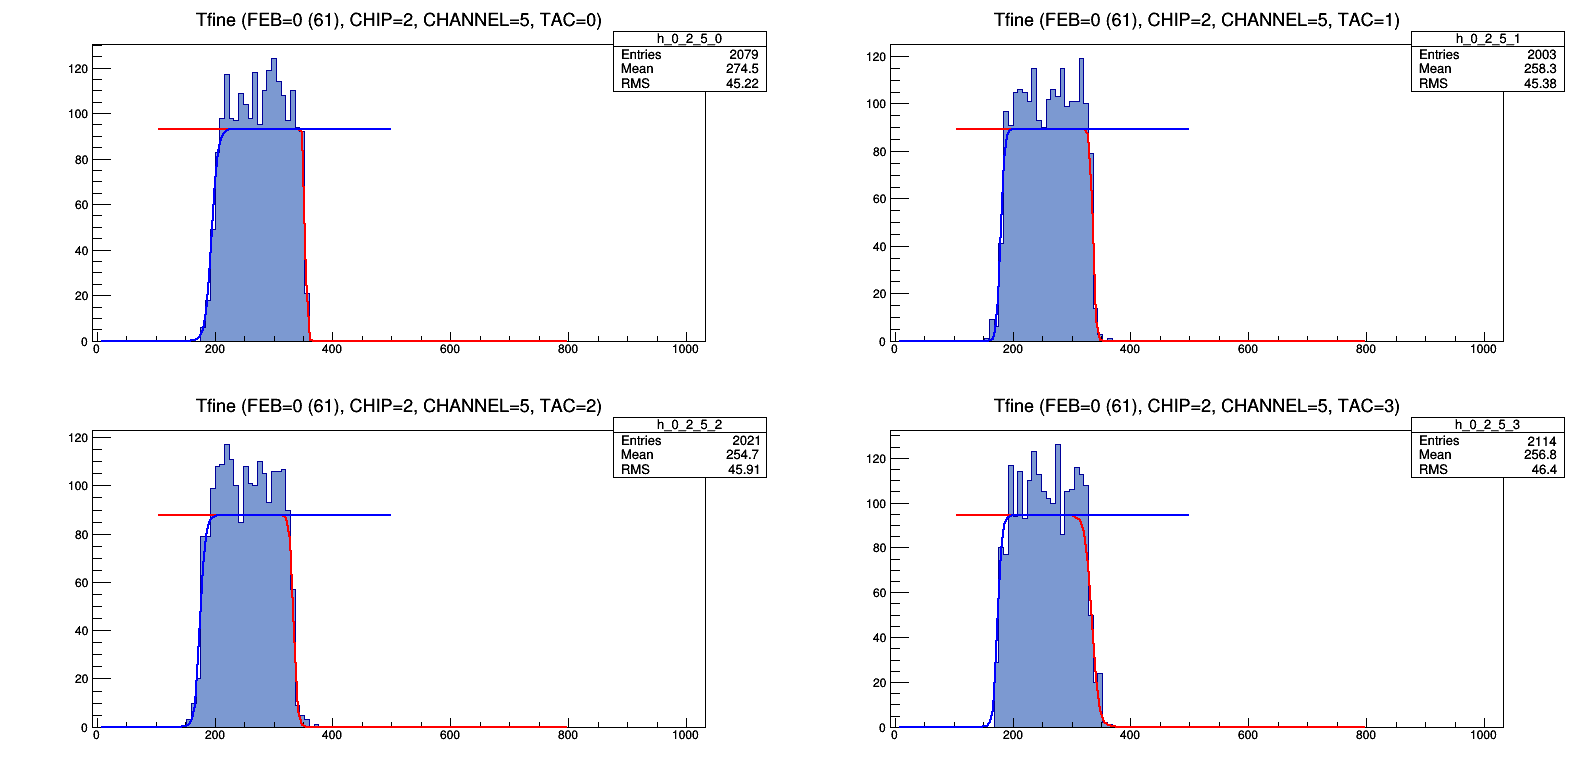 Tfine (FEB=0 (61), CHIP=2, CHANNEL=5, TAC=0)
h_0_2_5_0
Entries 2079
Mean 274.5
RMS 45.22
120
100
80
60
40
20
0
0 200 400 600 800 1000
Tfine (FEB=0 (61), CHIP=2, CHANNEL=5, TAC=1)
h_0_2_5_1
Entries 2003
Mean 258.3
RMS 45.38
120
100
80
60
40
20
0
0 200 400 600 800 1000
Tfine (FEB=0 (61), CHIP=2, CHANNEL=5, TAC=2)
h_0_2_5_2
Entries 2021
Mean 254.7
RMS 45.91
120
100
80
60
40
20
0
0 200 400 600 800 1000
Tfine (FEB=0 (61), CHIP=2, CHANNEL=5, TAC=3)
h_0_2_5_3
Entries 2114
Mean 256.8
RMS 46.4
120
100
80
60
40
20
0
0 200 400 600 800 1000